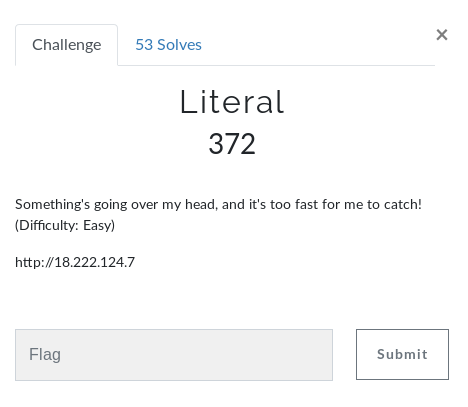 Challenge
53 Solves
×
Literal
372
Something's going over my head, and it's too fast for me to catch!
(Difficulty: Easy)
http://18.222.124.7
Flag
Submit